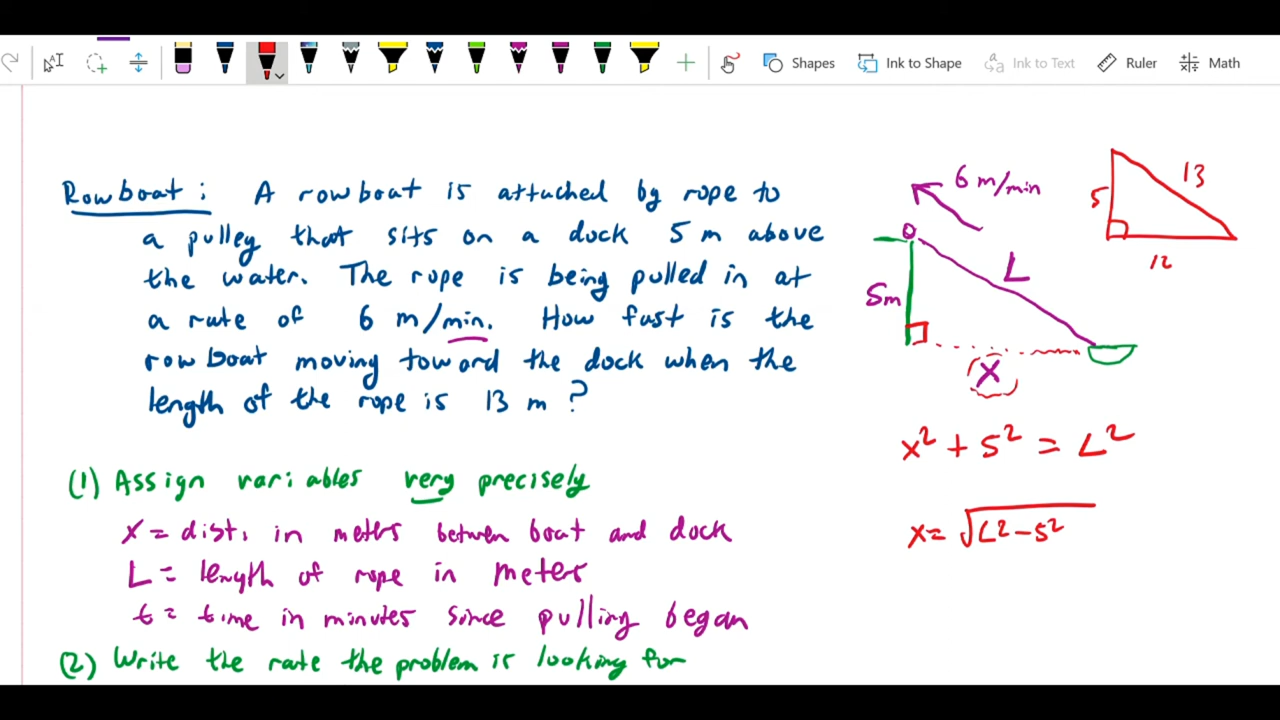 Shapes
Ink to Shape
Ink to Text
Ruler
Math
Rowboat: A rowboat is attached by rope to
a pulley that sits on a dock 5 m above
the water. The rope is being pulled in at
a rate of 6 m/min. How fast is the
rowboat moving toward the dock when the
length of the rope is 13 m?
6 m/min
L
5m
X
5
13
12
x² + 5² = L²
x = √L² - 5²
(1) Assign variables very precisely
x = dist. in meters between boat and dock
L = length of rope in meters
t = time in minutes since pulling began
(2) Write the rate the problem is looking for